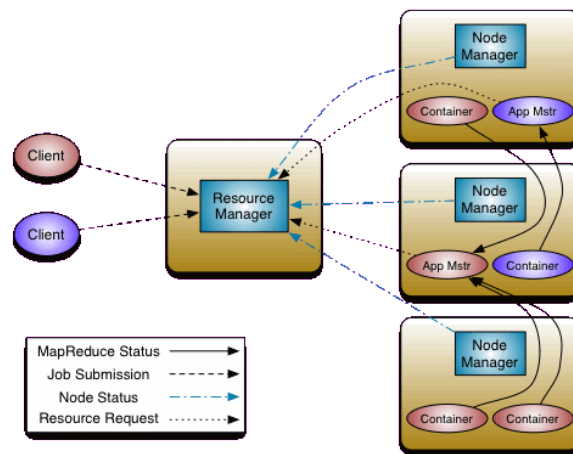 Node
Manager
Container
App Mstr
Client
Resource
Manager
Client
Node
Manager
App Mstr
Container
Node
Manager
Container
Container
MapReduce Status
Job Submission
Node Status
Resource Request